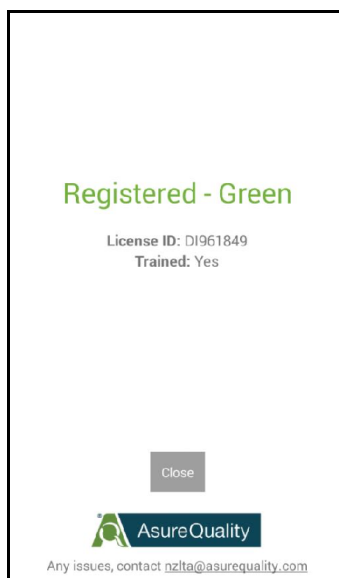 Registered - Green
License ID: DI961849
Trained: Yes
Close
AsureQuality
Any issues, contact nzlta@asurequality.com